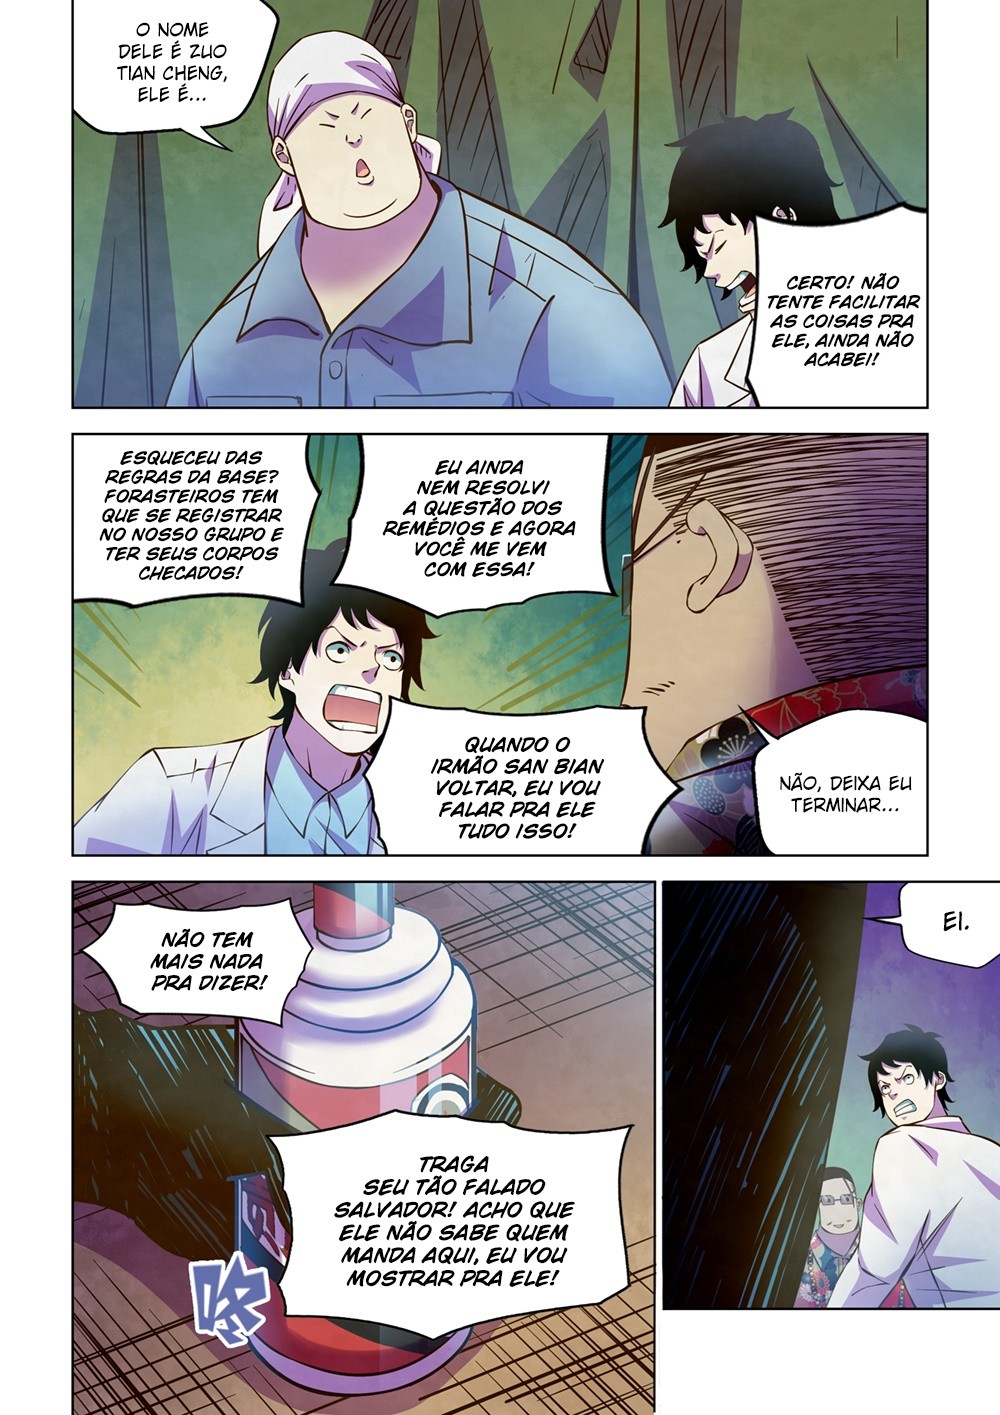 O NOME
DELE É ZUO
TIAN CHENG,
ELE É...
CERTO! NÃO
TENTE FACILITAR
AS COISAS PRA
ELE, AINDA NÃO
ACABEI!
ESQUECEU DAS
REGRAS DA BASE?
FORASTEIROS TEM
QUE SE REGISTRAR
NO NOSSO GRUPO E
TER SEUS CORPOS
CHECADOS!
EU AINDA
NEM RESOLVI
A QUESTÃO DOS
REMÉDIOS E AGORA
VOCÊ ME VEM
COM ESSA!
QUANDO O
IRMÃO SAN BIAN
VOLTAR, EU VOU
FALAR PRA ELE
TUDO ISSO!
NÃO, DEIXA EU
TERMINAR...
NÃO TEM
MAIS NADA
PRA DIZER!
TRAGA
SEU TÃO FALADO
SALVADOR! ACHO QUE
ELE NÃO SABE QUEM
MANDA AQUI, EU VOU
MOSTRAR PRA ELE!
咚
EI.